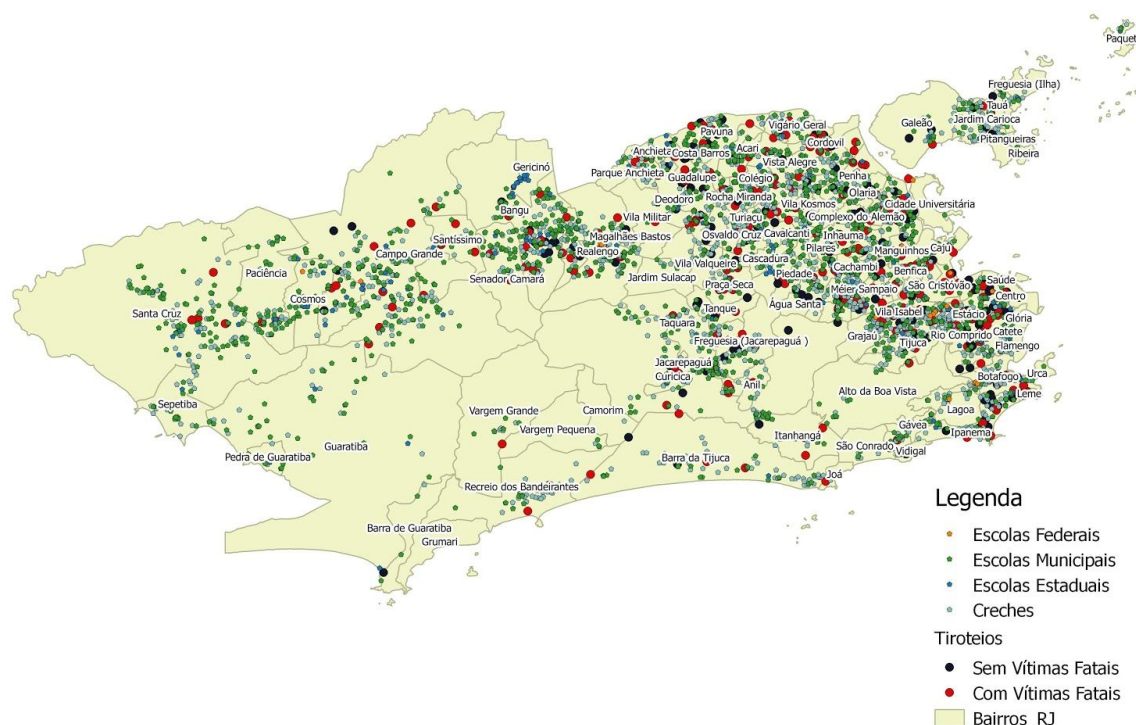 Paquet
Freguesia (Ilha)
Tauá
Galeão
Jardim Carioca
Pitangueiras
Ribeira
Pavuna
Vigário Geral
Cordovil
Anchieta
Costa Barros
Acari
Vista Alegre
Parque Anchieta
Guadalupe
Colégio
Penha
Gericinó
Deodoro
Rocha Miranda
Olaria
Bangu
Vila Kosmos
Cidade Universitária
Vila Militar
Turiaçu
Complexo do Alemão
Santíssimo
Magalhães Bastos
Osvaldo Cruz
Cavalcanti
Inhaúma
Campo Grande
Realengo
Pilares
Manguinhos
Caju
Paciência
Senador Camará
Jardim Sulacap
Vila Valqueire
Cascadura
Cachambi
Benfica
Piedade
Praça Seca
Méier
Sampaio
São Cristovão
Saúde
Cosmos
Água Santa
Centro
Santa Cruz
Tanque
Vila Isabel
Estácio
Glória
Taquara
Grajaú
Tijuca
Rio Comprido
Catete
Freguesia (Jacarepaguá )
Flamengo
Jacarepaguá
Curicica
Anil
Botafogo
Urca
Alto da Boa Vista
Leme
Sepetiba
Vargem Grande
Camorim
Lagoa
Gávea
Vargem Pequena
Itanhangá
Ipanema
Guaratiba
São Conrado
Vidigal
Pedra de Guaratiba
Barra da Tijuca
Joá
Recreio dos Bandeirantes
Barra de Guaratiba
Grumari
Legenda
Escolas Federais
Escolas Municipais
Escolas Estaduais
Creches
Tiroteios
Sem Vítimas Fatais
Com Vítimas Fatais
Bairros_RJ